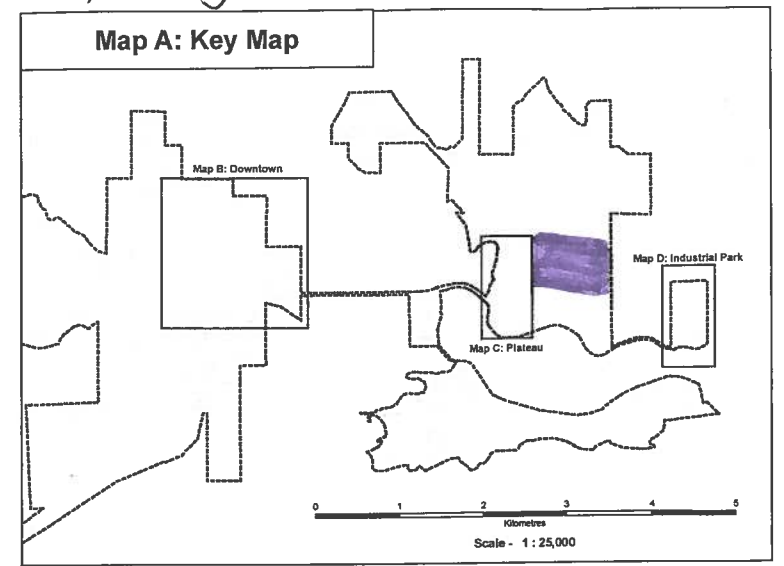 Map A: Key Map
Map B: Downtown
Map D: Industrial Park
Map C: Plateau
0 1 2 3 4 5
Kilometres
Scale - 1 : 25,000